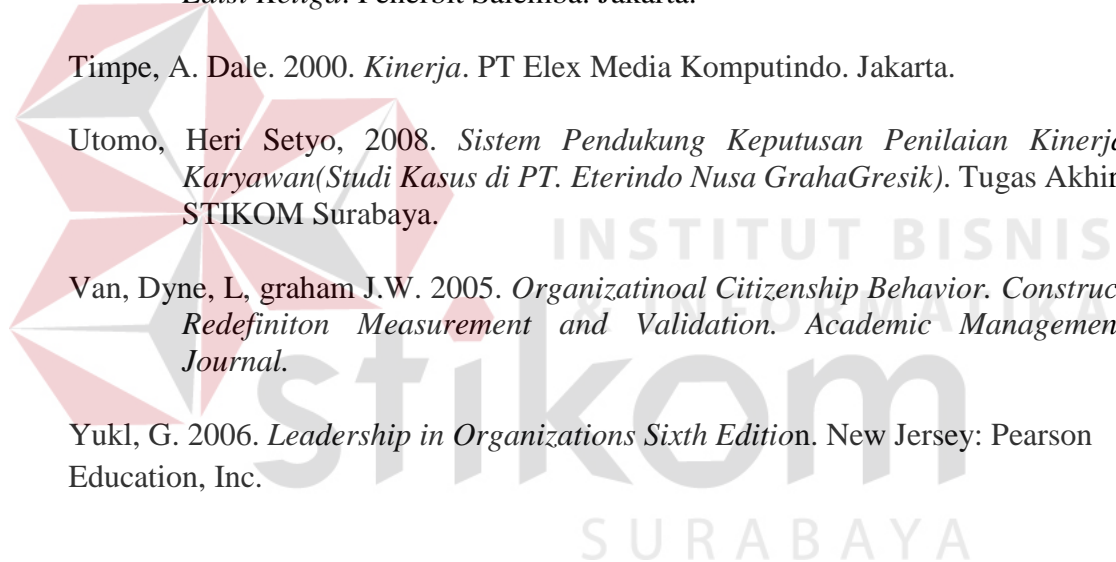 Edisi Ketiga. Penerbit Salemba. Jakarta.
Timpe, A. Dale. 2000. Kinerja. PT Elex Media Komputindo. Jakarta.
Utomo, Heri Setyo, 2008. Sistem Pendukung Keputusan Penilaian Kinerja
Karyawan(Studi Kasus di PT. Eterindo Nusa GrahaGresik). Tugas Akhir
STIKOM Surabaya.
INSTITUT BISNIS
Van, Dyne, L, graham J.W. 2005. Organizatinoal Citizenship Behavior. Construc
& INFORMATIKA
Redefiniton Measurement and Validation. Academic Managemen
Journal.
stikom
Yukl, G. 2006. Leadership in Organizations Sixth Edition. New Jersey: Pearson
Education, Inc.
SURABAYA